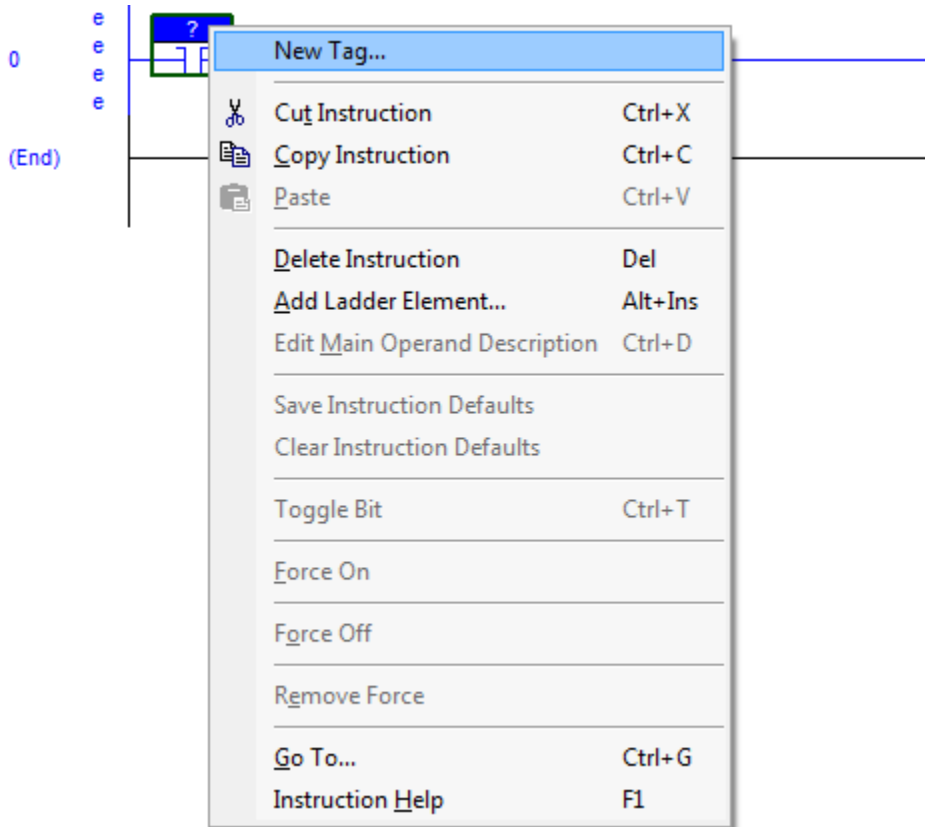 e
?
e
0
e
e
(End)
New Tag...
Cut Instruction Ctrl+X
Copy Instruction Ctrl+C
Paste Ctrl+V
Delete Instruction Del
Add Ladder Element... Alt+Ins
Edit Main Operand Description Ctrl+D
Save Instruction Defaults
Clear Instruction Defaults
Toggle Bit Ctrl+T
Force On
Force Off
Remove Force
Go To... Ctrl+G
Instruction Help F1